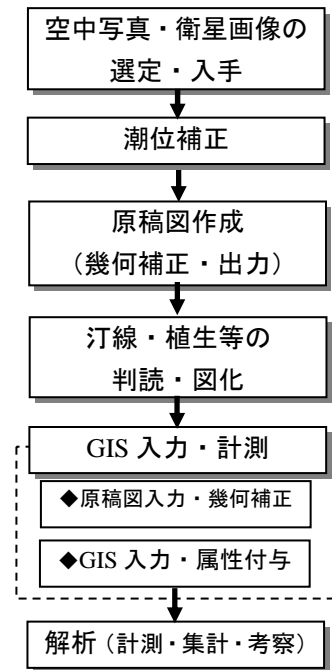 空中写真・衛星画像の
選定・入手
潮位補正
原稿図作成
（幾何補正・出力）
汀線・植生等の
判読・図化
GIS 入力・計測
◆原稿図入力・幾何補正
◆GIS 入力・属性付与
解析（計測・集計・考察）